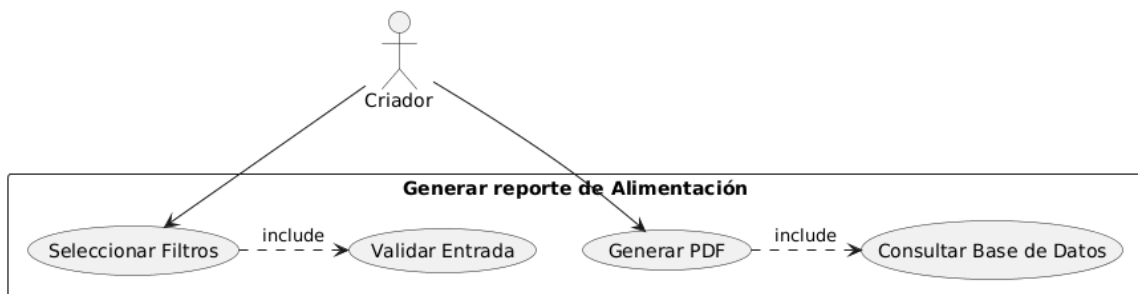 Criador
Generar reporte de Alimentación
include
include
Seleccionar Filtros
Validar Entrada
Generar PDF
Consultar Base de Datos